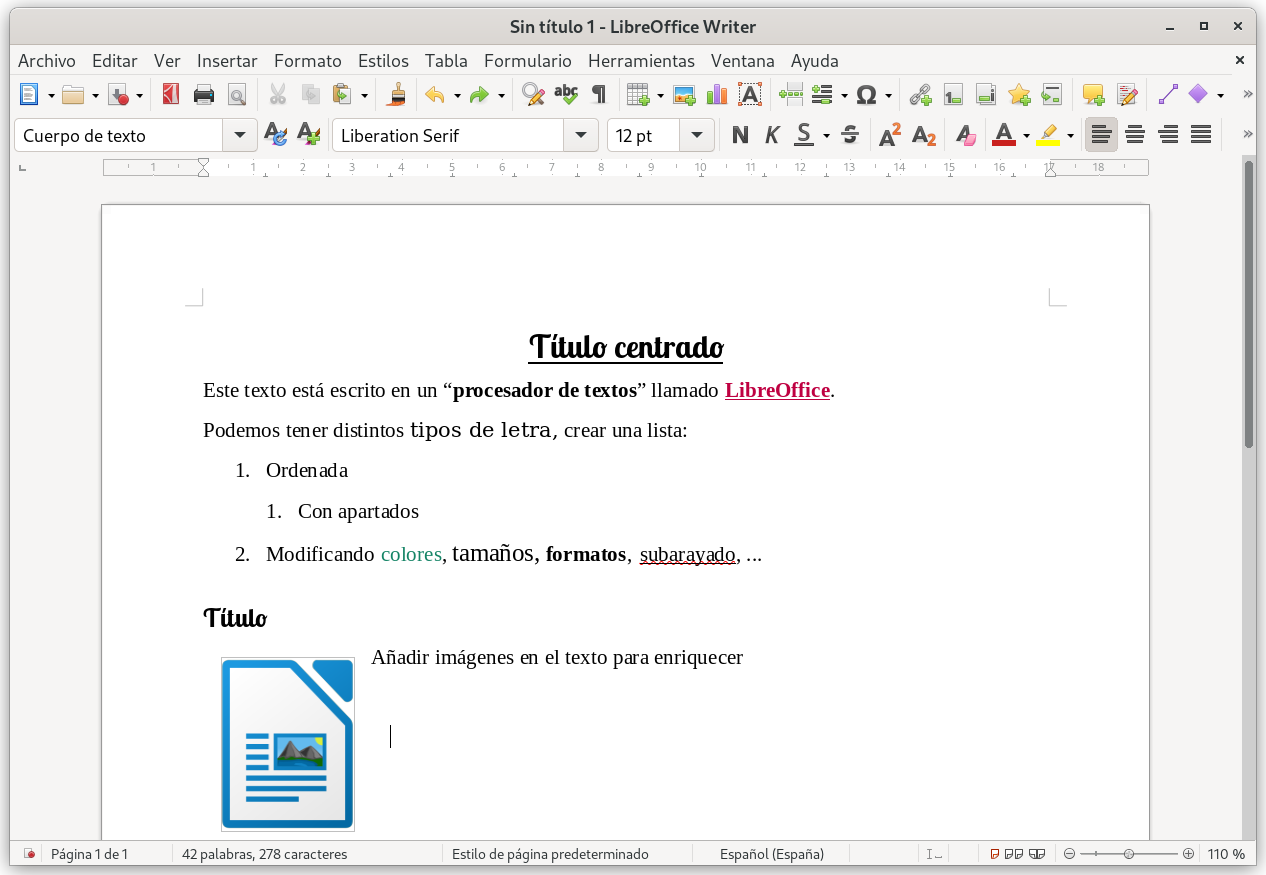 Sin título 1 - LibreOffice Writer
Archivo Editar Ver Insertar Formato Estilos Tabla Formulario Herramientas Ventana Ayuda
Cuerpo de texto Liberation Serif 12 pt N K S S A2 A2 A A
1 1 2 3 4 5 6 7 8 9 10 11 12 13 14 15 16 17 18
Título centrado
Este texto está escrito en un “procesador de textos” llamado LibreOffice.
Podemos tener distintos tipos de letra, crear una lista:
1. Ordenada
1. Con apartados
2. Modificando colores, tamaños, formatos, subarayado, ...
Título
Añadir imágenes en el texto para enriquecer
Página 1 de 1 42 palabras, 278 caracteres Estilo de página predeterminado Español (España) 110 %